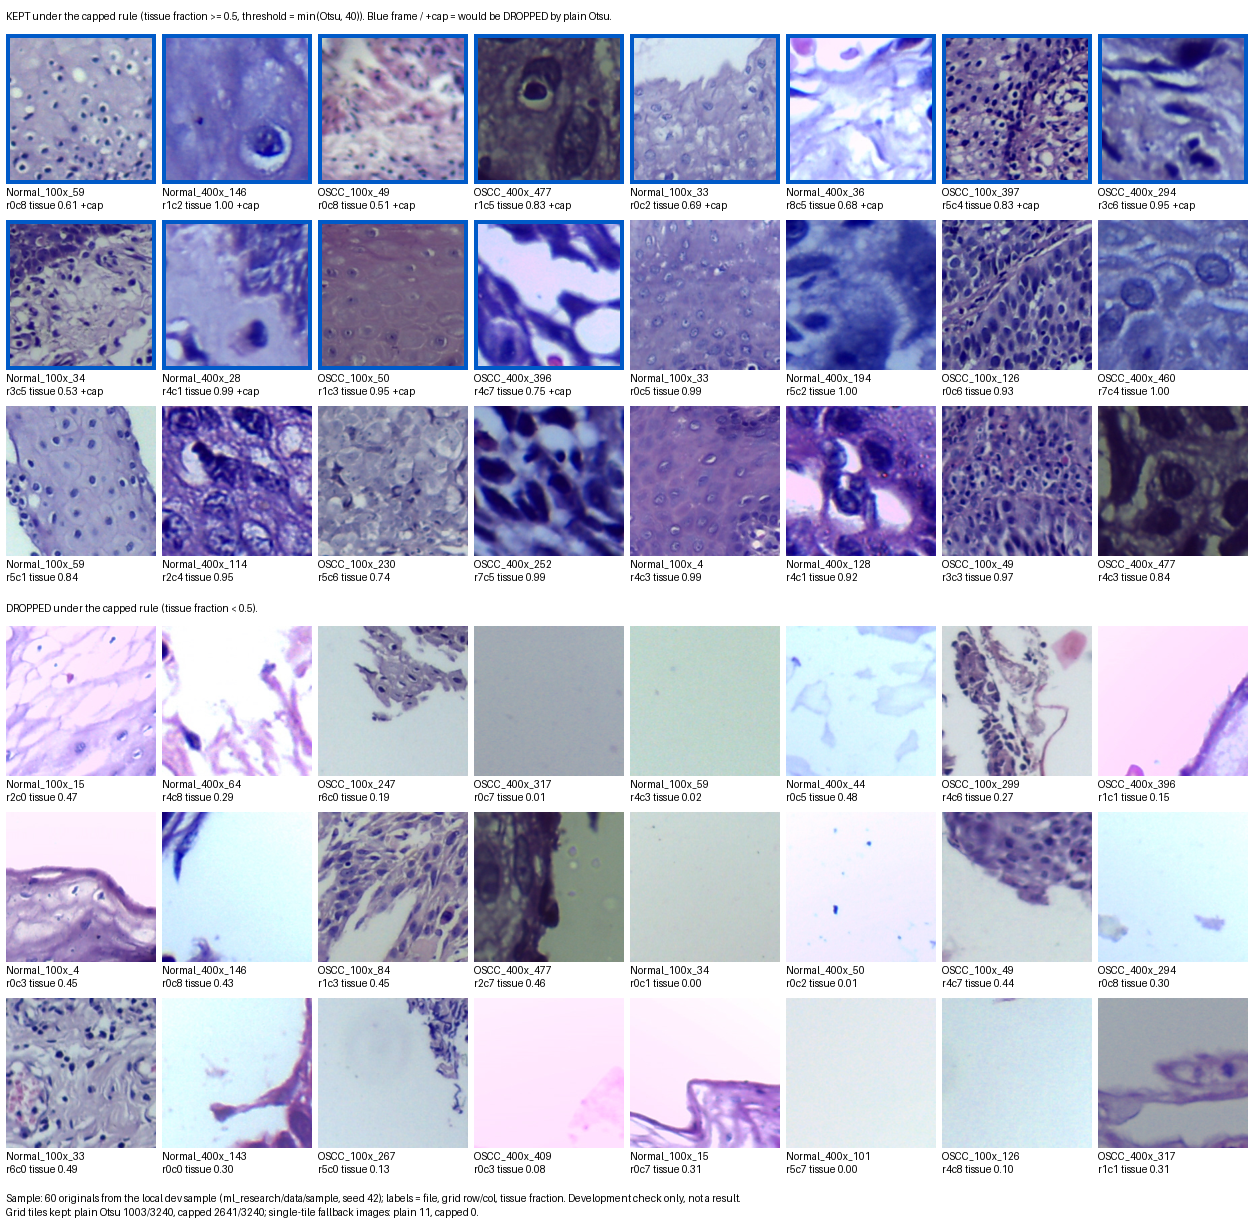 KEPT under the capped rule (tissue fraction >= 0.5, threshold = min(Otsu, 40)). Blue frame / +cap = would be DROPPED by plain Otsu.
Normal_100x_59 Normal_400x_146 OSCC_100x_49 OSCC_400x_477 Normal_100x_33 Normal_400x_36 OSCC_100x_397 OSCC_400x_294
r0c8 tissue 0.61 +cap r1c2 tissue 1.00 +cap r0c8 tissue 0.51 +cap r1c5 tissue 0.83 +cap r0c2 tissue 0.69 +cap r8c5 tissue 0.68 +cap r5c4 tissue 0.83 +cap r3c6 tissue 0.95 +cap
Normal_100x_34 Normal_400x_28 OSCC_100x_50 OSCC_400x_396 Normal_100x_33 Normal_400x_194 OSCC_100x_126 OSCC_400x_460
r3c5 tissue 0.53 +cap r4c1 tissue 0.99 +cap r1c3 tissue 0.95 +cap r4c7 tissue 0.75 +cap r0c5 tissue 0.99 r5c2 tissue 1.00 r0c6 tissue 0.93 r7c4 tissue 1.00
Normal_100x_59 Normal_400x_114 OSCC_100x_230 OSCC_400x_252 Normal_100x_4 Normal_400x_128 OSCC_100x_49 OSCC_400x_477
r5c1 tissue 0.84 r2c4 tissue 0.95 r5c6 tissue 0.74 r7c5 tissue 0.99 r4c3 tissue 0.99 r4c1 tissue 0.92 r3c3 tissue 0.97 r4c3 tissue 0.84
DROPPED under the capped rule (tissue fraction < 0.5).
Normal_100x_15 Normal_400x_64 OSCC_100x_247 OSCC_400x_317 Normal_100x_59 Normal_400x_44 OSCC_100x_299 OSCC_400x_396
r2c0 tissue 0.47 r4c8 tissue 0.29 r6c0 tissue 0.19 r0c7 tissue 0.01 r4c3 tissue 0.02 r0c5 tissue 0.48 r4c6 tissue 0.27 r1c1 tissue 0.15
Normal_100x_4 Normal_400x_146 OSCC_100x_84 OSCC_400x_477 Normal_100x_34 Normal_400x_50 OSCC_100x_49 OSCC_400x_294
r0c3 tissue 0.45 r0c8 tissue 0.43 r1c3 tissue 0.45 r2c7 tissue 0.46 r0c1 tissue 0.00 r0c2 tissue 0.01 r4c7 tissue 0.44 r0c8 tissue 0.30
Normal_100x_33 Normal_400x_143 OSCC_100x_267 OSCC_400x_409 Normal_100x_15 Normal_400x_101 OSCC_100x_126 OSCC_400x_317
r6c0 tissue 0.49 r0c0 tissue 0.30 r5c0 tissue 0.13 r0c3 tissue 0.08 r0c7 tissue 0.31 r5c7 tissue 0.00 r4c8 tissue 0.10 r1c1 tissue 0.31
Sample: 60 originals from the local dev sample (ml_research/data/sample, seed 42); labels = file, grid row/col, tissue fraction. Development check only, not a result.
Grid tiles kept: plain Otsu 1003/3240, capped 2641/3240; single-tile fallback images: plain 11, capped 0.